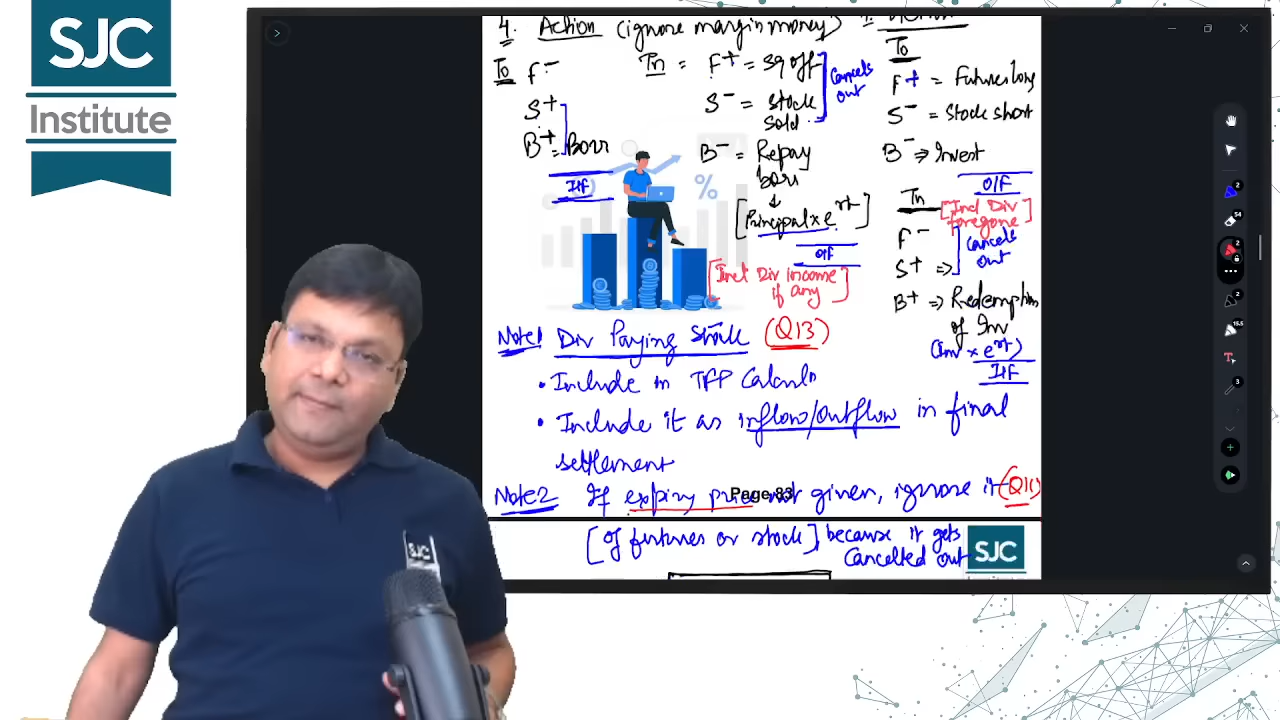 SJC
Institute
4. Action (ignore margin money)
To F⁻
S⁺
B⁺ = Borr
I/F
Tn = F⁺ = sq off
S⁻ = stock
sold
Cancels
out
B⁻ = Repay
borr
↓
[Principal × e^rt]
O/F
[Incl Div income
if any]
To
F⁺ = Futures long
S⁻ = Stock short
B⁻ ⇒ Invest
O/F
Tn
[Incl Div
foregone]
F⁻
S⁺ ⇒
Cancels
out
B⁺ ⇒ Redemption
of Inv
(Inv × e^rt)
I/F
%
Note1 Div Paying Stock (Q13)
• Include in TFP Calculn
• Include it as inflow/outflow in final
settlement
Note2 If expiry price not given, ignore it (Q11)
Page 83
[of futures or stock] because it gets
Cancelled out
SJC
SJC